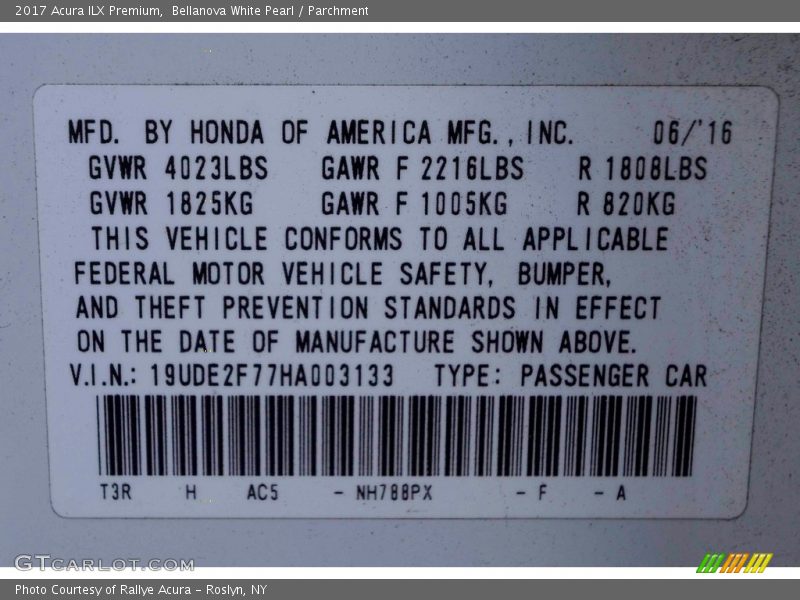 2017 Acura ILX Premium,  Bellanova White Pearl / Parchment
MFD. BY HONDA OF AMERICA MFG., INC. 06/'16
GVWR 4023LBS GAWR F 2216LBS R 1808LBS
GVWR 1825KG GAWR F 1005KG R 820KG
THIS VEHICLE CONFORMS TO ALL APPLICABLE
FEDERAL MOTOR VEHICLE SAFETY, BUMPER,
AND THEFT PREVENTION STANDARDS IN EFFECT
ON THE DATE OF MANUFACTURE SHOWN ABOVE.
V.I.N.: 19UDE2F77HA003133 TYPE: PASSENGER CAR
T3R H AC5 - NH788PX - F - A
GTCARLOT.COM
Photo Courtesy of Rallye Acura - Roslyn, NY